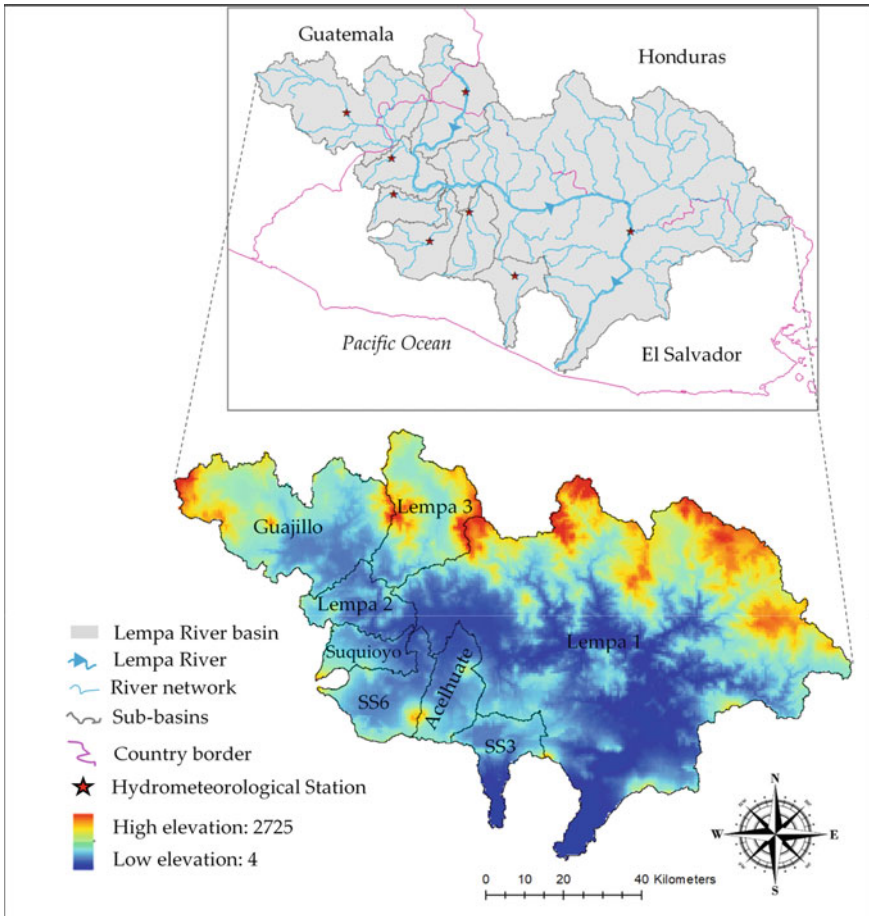 Guatemala
Honduras
Pacific Ocean
El Salvador
Lempa 3
Guajillo
Lempa 2
Lempa 1
Suquioyo
Acelhuate
SS6
SS3
Lempa River basin
Lempa River
River network
Sub-basins
Country border
Hydrometeorological Station
High elevation: 2725
Low elevation: 4
N
W
E
S
0 10 20 40 Kilometers